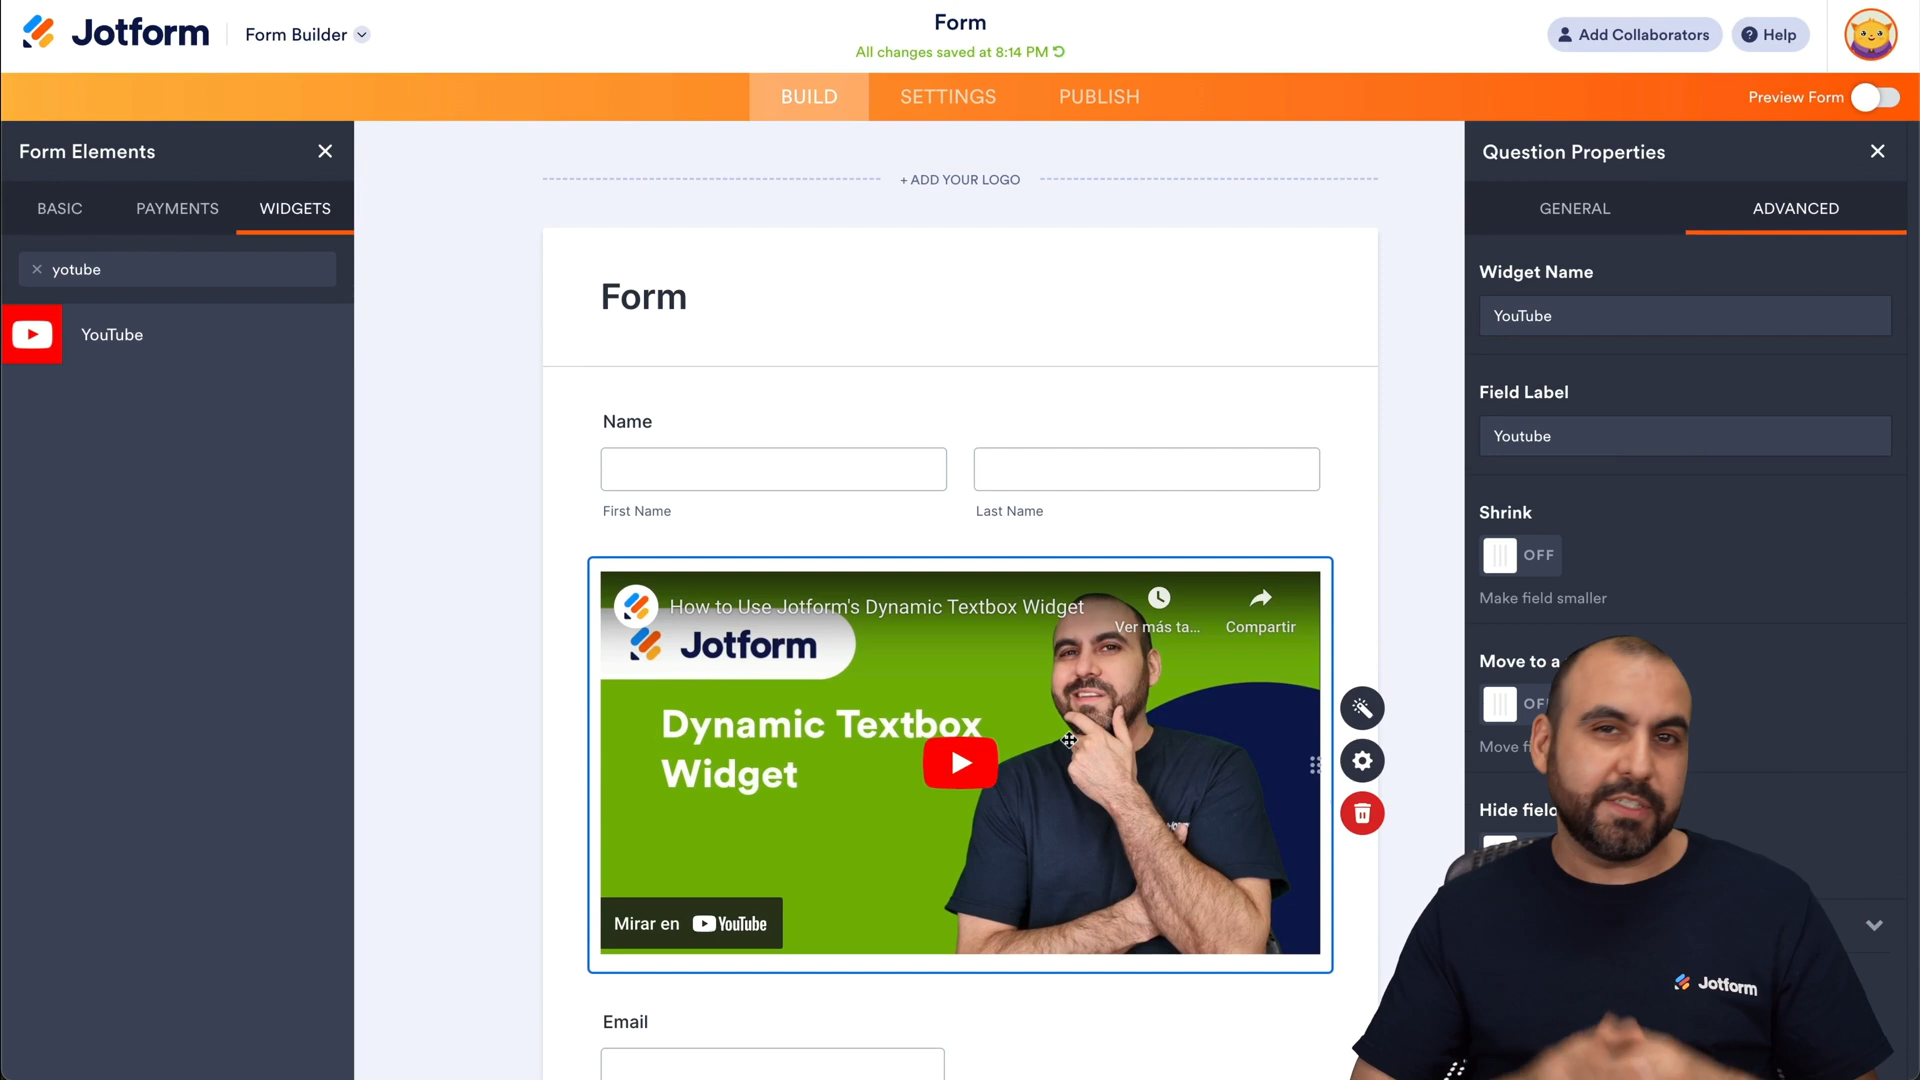 Jotform
Form Builder
Form
All changes saved at 8:14 PM
Add Collaborators
Help
BUILD
SETTINGS
PUBLISH
Preview Form
Form Elements
BASIC
PAYMENTS
WIDGETS
yotube
YouTube
+ ADD YOUR LOGO
Form
Name
First Name
Last Name
How to Use Jotform's Dynamic Textbox Widget
Ver más ta...
Compartir
Jotform
Dynamic Textbox
Widget
Mirar en YouTube
Email
Question Properties
GENERAL
ADVANCED
Widget Name
YouTube
Field Label
Youtube
Shrink
OFF
Make field smaller
Move to a
Hide
Jotform